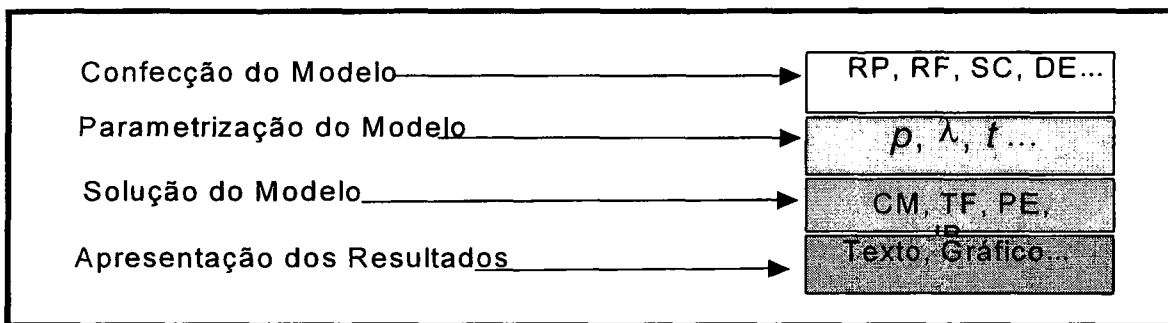 Confecção do Modelo RP, RF, SC, DE...
Parametrização do Modelo p, λ, t ...
Solução do Modelo CM, TF, PE,
Apresentação dos Resultados Texto, Gráfico...